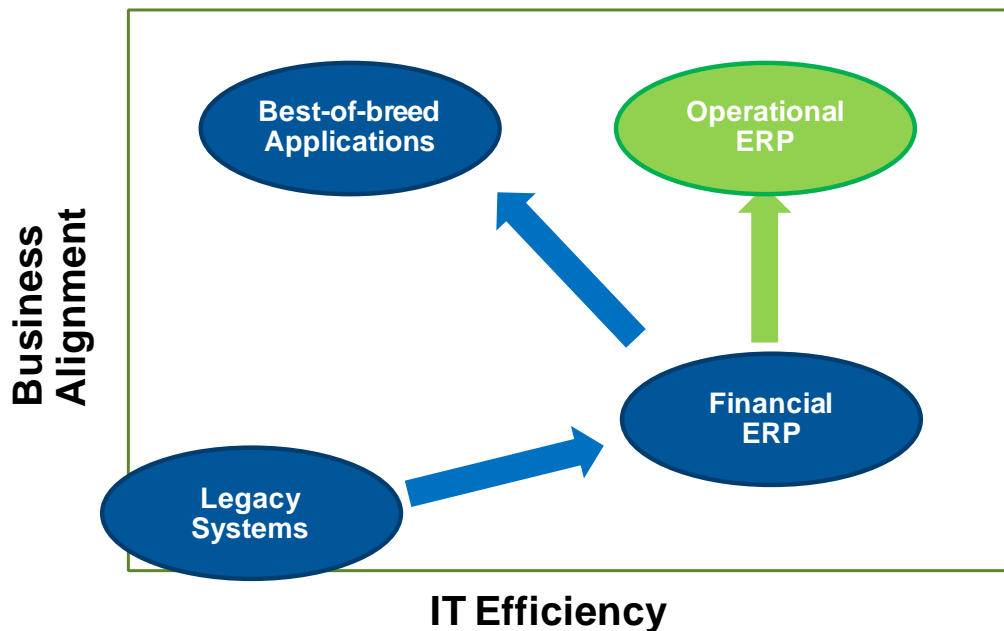 Best-of-breed
Applications
Operational
ERP
Business
Alignment
Financial
ERP
Legacy
Systems
IT Efficiency